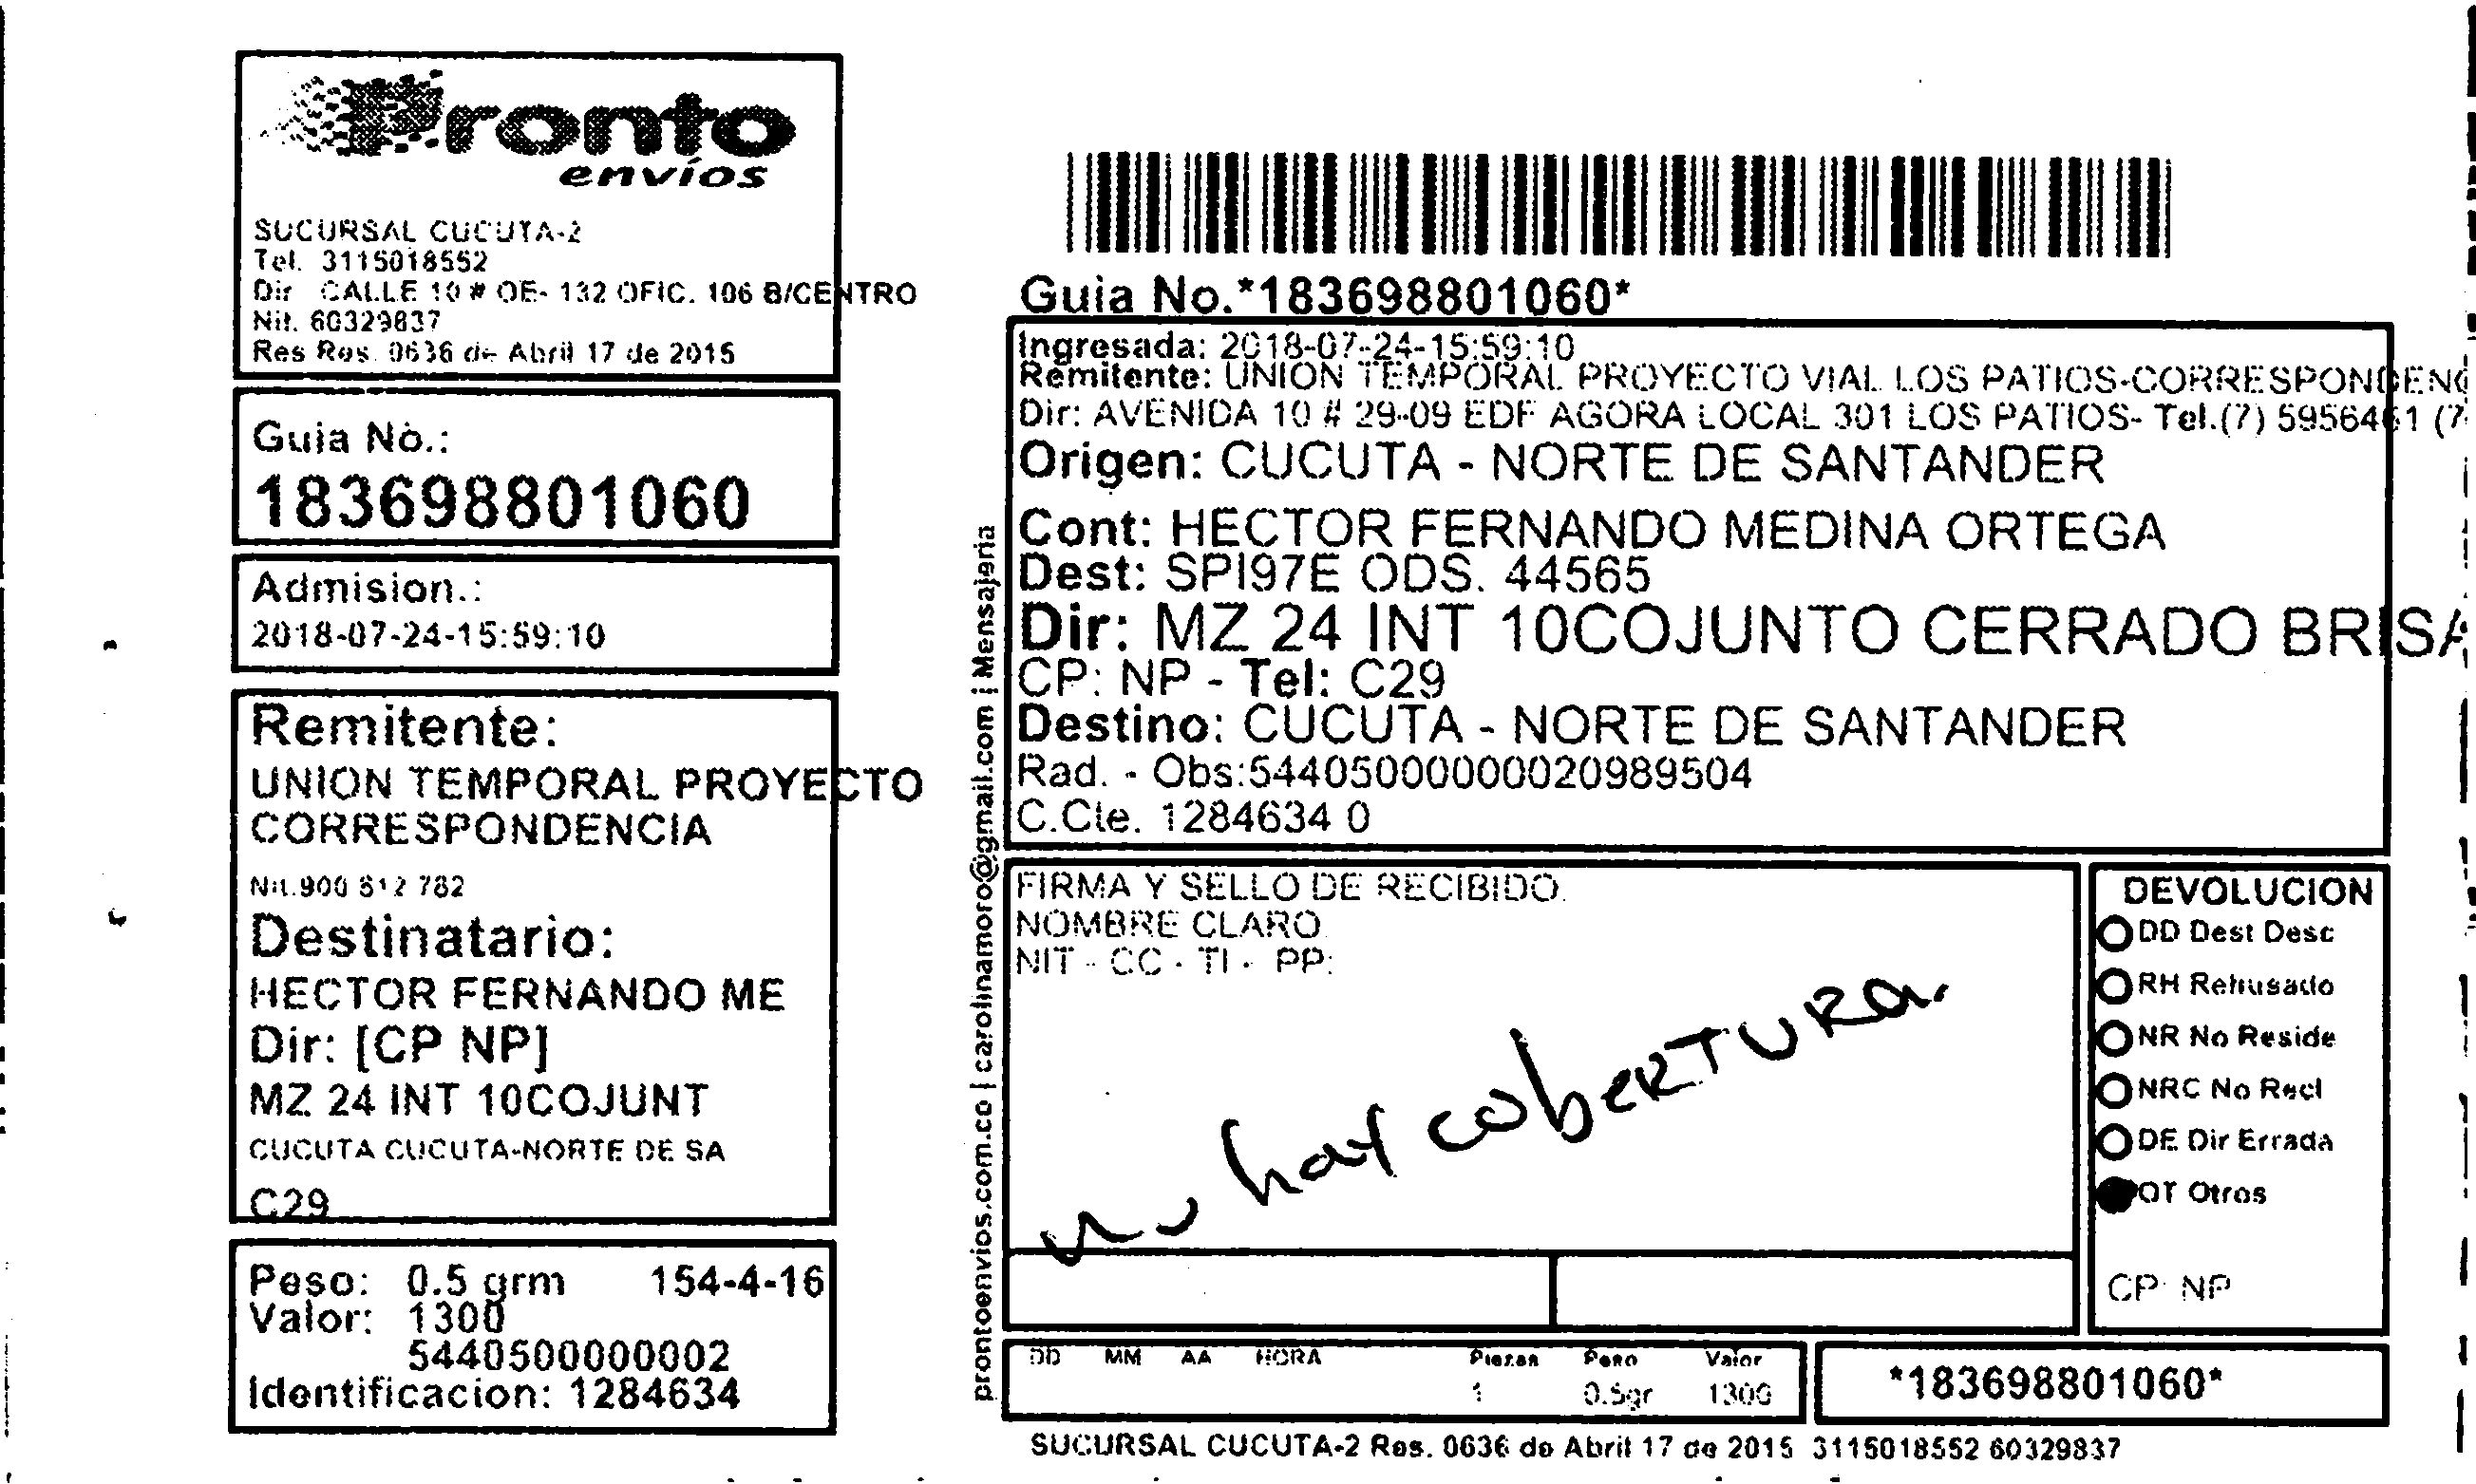 Pronto
envíos
SUCURSAL CUCUTA-2
Tel. 3115018552
Dir CALLE 10 # OE- 132 OFIC. 106 B/CENTRO
Nit. 60329837
Res Res. 0636 de Abril 17 de 2015
Guia No.:
183698801060
Admision.:
2018-07-24-15:59:10
Remitente:
UNION TEMPORAL PROYECTO
CORRESPONDENCIA
Nit.900 812 782
Destinatario:
HECTOR FERNANDO ME
Dir: [CP NP]
MZ 24 INT 10COJUNT
CUCUTA CUCUTA-NORTE DE SA
C29
Peso: 0.5 grm 154-4-16
Valor: 1300
5440500000002
Identificacion: 1284634
prontoenvios.com.co | carolinamoro@gmail.com | Mensajeria
Guia No.*183698801060*
Ingresada: 2018-07-24-15:59:10
Remitente: UNION TEMPORAL PROYECTO VIAL LOS PATIOS-CORRESPONDENC
Dir: AVENIDA 10 # 29-09 EDF AGORA LOCAL 301 LOS PATIOS- Tel.(7) 5956461 (7
Origen: CUCUTA - NORTE DE SANTANDER
Cont: HECTOR FERNANDO MEDINA ORTEGA
Dest: SPI97E ODS. 44565
Dir: MZ 24 INT 10COJUNTO CERRADO BRISA
CP: NP - Tel: C29
Destino: CUCUTA - NORTE DE SANTANDER
Rad. - Obs:544050000000020989504
C.Cle. 1284634 0
FIRMA Y SELLO DE RECIBIDO.
NOMBRE CLARO
NIT - CC - TI - PP:
no hay coberTURa
DEVOLUCION
DD Dest Desc
RH Rehusado
NR No Reside
NRC No Recl
DE Dir Errada
OT Otros
CP: NP
DD MM AA HORA Piezas Peso Valor
1 0.5gr 1300
*183698801060*
SUCURSAL CUCUTA-2 Res. 0636 de Abril 17 de 2015 3115018552 60329837